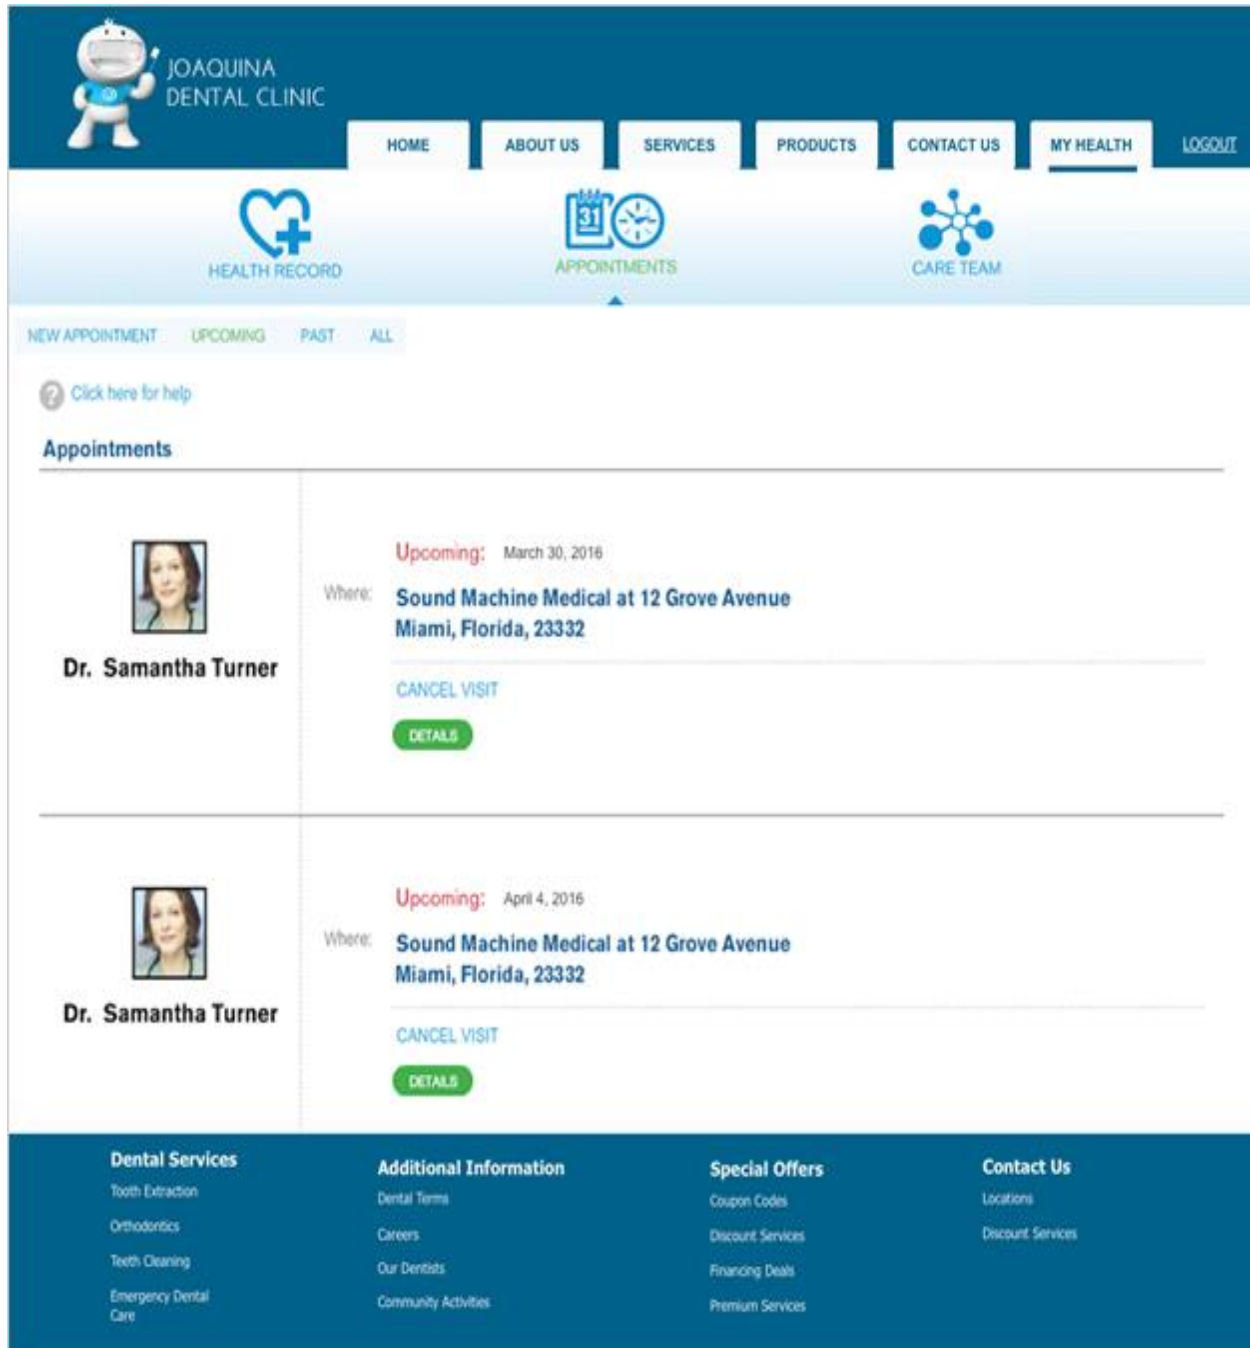 JOAQUINA
DENTAL CLINIC
HOME
ABOUT US
SERVICES
PRODUCTS
CONTACT US
MY HEALTH
LOGOUT
31
HEALTH RECORD
APPOINTMENTS
CARE TEAM
NEW APPOINTMENT
UPCOMING
PAST
ALL
? Click here for help
Appointments
Upcoming: March 30, 2016
Where: Sound Machine Medical at 12 Grove Avenue
Miami, Florida, 23332
Dr. Samantha Turner
CANCEL VISIT
DETAILS
Upcoming: April 4, 2016
Where: Sound Machine Medical at 12 Grove Avenue
Miami, Florida, 23332
Dr. Samantha Turner
CANCEL VISIT
DETAILS
Dental Services
Tooth Extraction
Orthodontics
Teeth Cleaning
Emergency Dental
Care
Additional Information
Dental Terms
Careers
Our Dentists
Community Activities
Special Offers
Coupon Codes
Discount Services
Financing Deals
Premium Services
Contact Us
Locations
Discount Services